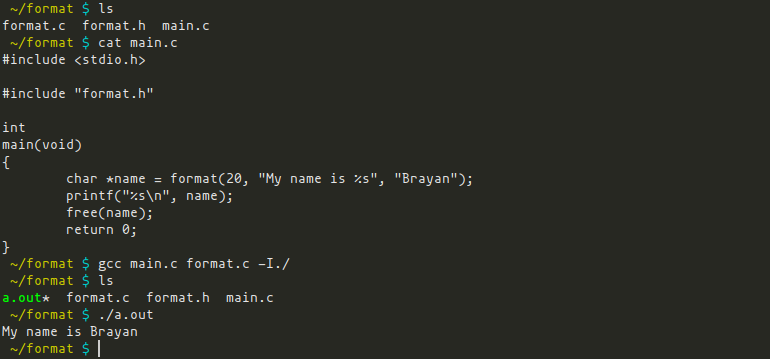 ~/format $ ls
format.c  format.h  main.c
~/format $ cat main.c
#include <stdio.h>

#include "format.h"

int
main(void)
{
        char *name = format(20, "My name is %s", "Brayan");
        printf("%s\n", name);
        free(name);
        return 0;
}
~/format $ gcc main.c format.c -I./
~/format $ ls
a.out*  format.c  format.h  main.c
~/format $ ./a.out
My name is Brayan
~/format $